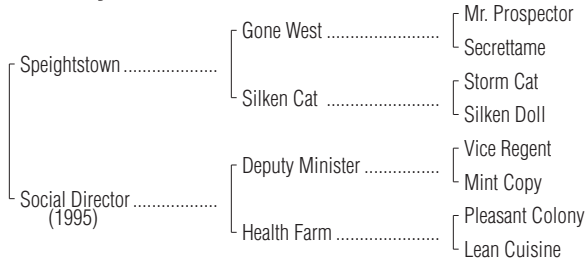 Mr. Prospector
Gone West ........................
Secrettame
Speightstown ....................
Storm Cat
Silken Cat ........................
Silken Doll
Vice Regent
Deputy Minister ................
Mint Copy
Social Director ..................
(1995)
Pleasant Colony
Health Farm ......................
Lean Cuisine